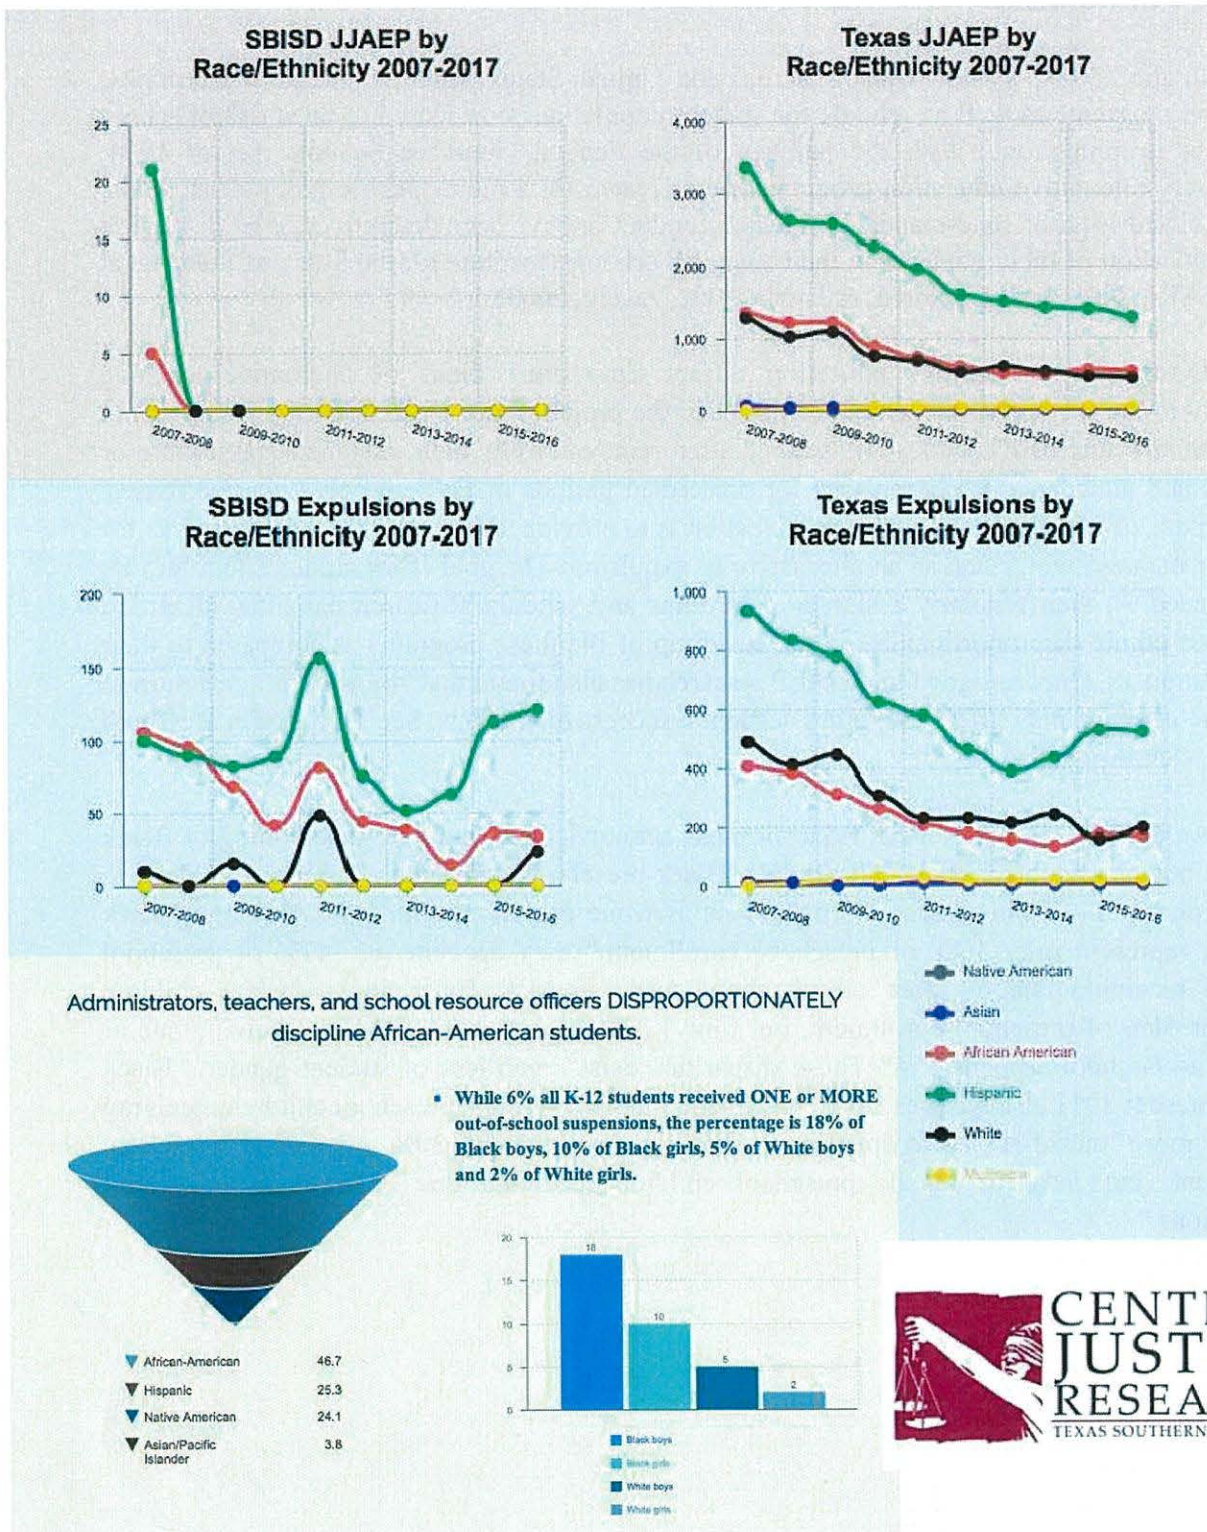 SBISD JJAEP by
Race/Ethnicity 2007-2017
25
20
15
10
5
0
2007-2008
2009-2010
2011-2012
2013-2014
2015-2016
Texas JJAEP by
Race/Ethnicity 2007-2017
4,000
3,000
2,000
1,000
0
2007-2008
2009-2010
2011-2012
2013-2014
2015-2016
SBISD Expulsions by
Race/Ethnicity 2007-2017
200
150
100
50
0
2007-2008
2009-2010
2011-2012
2013-2014
2015-2016
Texas Expulsions by
Race/Ethnicity 2007-2017
1,000
800
600
400
200
0
2007-2008
2009-2010
2011-2012
2013-2014
2015-2016
Native American
Asian
African American
Hispanic
White
Multiracial
Administrators, teachers, and school resource officers DISPROPORTIONATELY
discipline African-American students.
▪ While 6% all K-12 students received ONE or MORE
out-of-school suspensions, the percentage is 18% of
Black boys, 10% of Black girls, 5% of White boys
and 2% of White girls.
African-American 46.7
Hispanic 25.3
Native American 24.1
Asian/Pacific 3.8
Islander
20
15
10
5
0
18
10
5
2
Black boys
Black girls
White boys
White girls
CENT
JUST
RESEA
TEXAS SOUTHERN